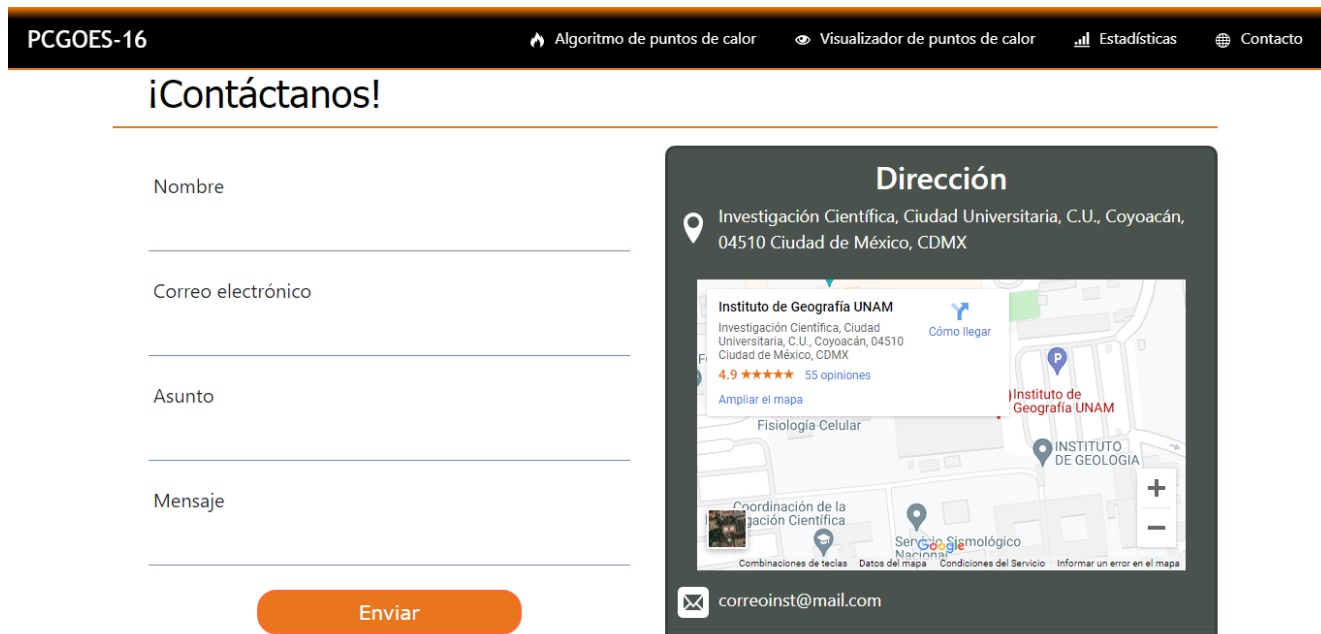 PCGOES-16
Algoritmo de puntos de calor
Visualizador de puntos de calor
Estadísticas
Contacto
¡Contáctanos!
Nombre
Correo electrónico
Asunto
Mensaje
Enviar
Dirección
Investigación Científica, Ciudad Universitaria, C.U., Coyoacán,
04510 Ciudad de México, CDMX
Instituto de Geografía UNAM
Investigación Científica, Ciudad
Universitaria, C.U., Coyoacán, 04510
Ciudad de México, CDMX
4.9 ★★★★★ 55 opiniones
Ampliar el mapa
Cómo llegar
P
Instituto de
Geografía UNAM
Fisiología Celular
INSTITUTO
DE GEOLOGIA
Coordinación de la
gación Científica
Servicio Sismológico
Nacional
Google
+
−
Combinaciones de teclas
Datos del mapa
Condiciones del Servicio
Informar un error en el mapa
correoinst@mail.com